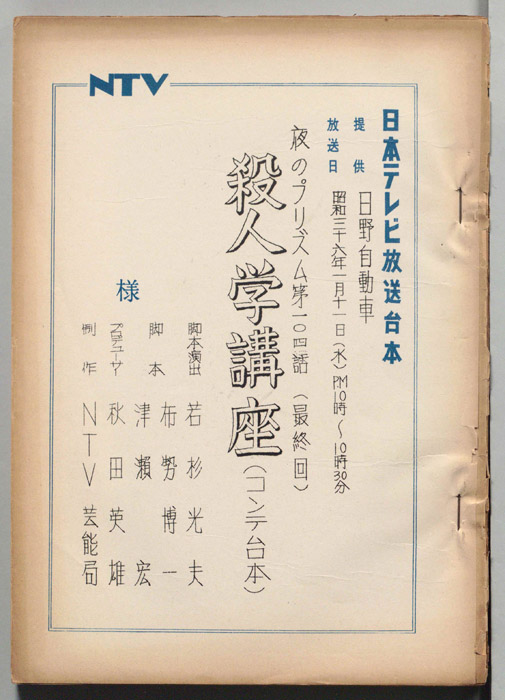 NTV
日本テレビ放送台本
提供 日野自動車
放送日 昭和三十六年一月十一日(水)PM10時〜10時30分
夜のプリズム第一〇四話(最終回)
殺人学講座(コンテ台本)
様
脚本演出 若杉光夫
脚本 布勢博一
津瀬宏
プロデューサー 秋田英雄
制作 NTV芸能局